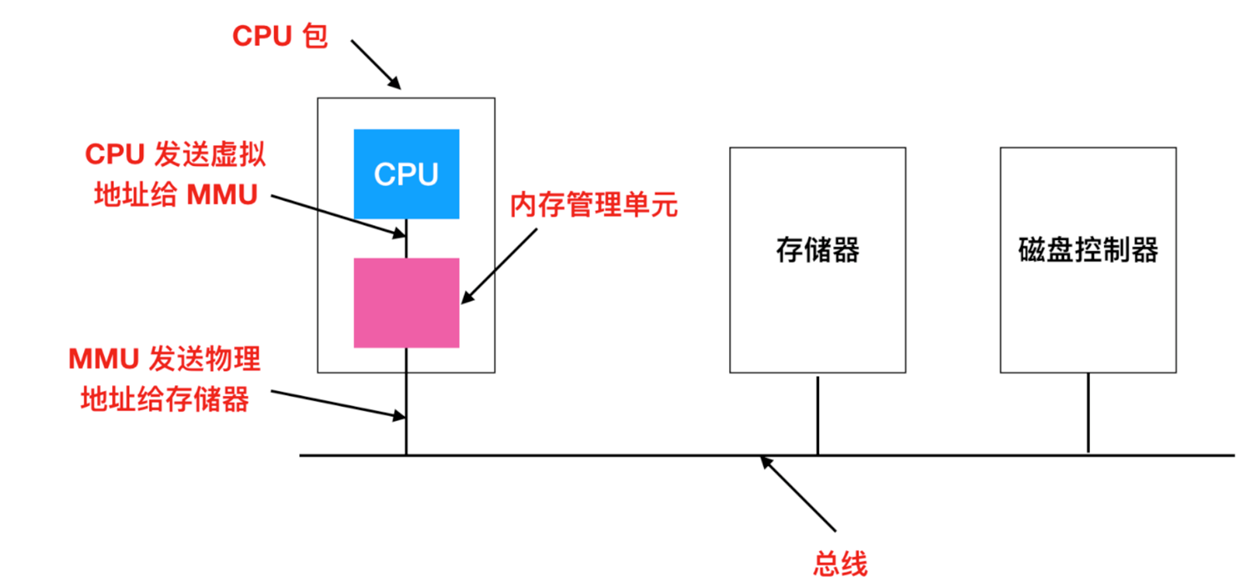 CPU 包
CPU 发送虚拟
地址给 MMU
CPU
内存管理单元
存储器
磁盘控制器
MMU 发送物理
地址给存储器
总线